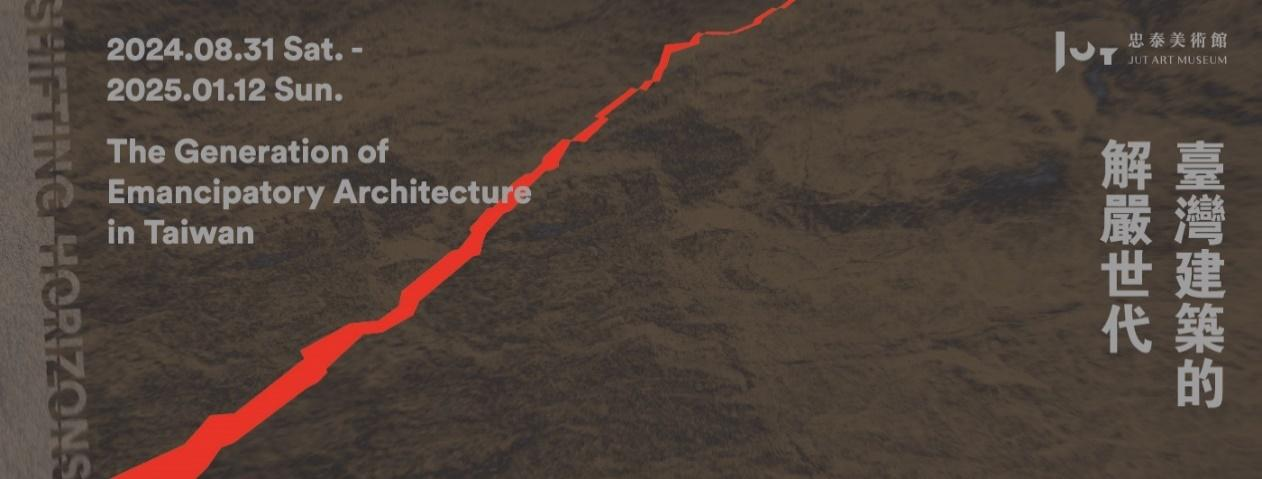 SHIFTING HORIZONS
2024.08.31 Sat. -
2025.01.12 Sun.
The Generation of
Emancipatory Architecture
in Taiwan
JUT
忠泰美術館
JUT ART MUSEUM
臺灣建築的
解嚴世代